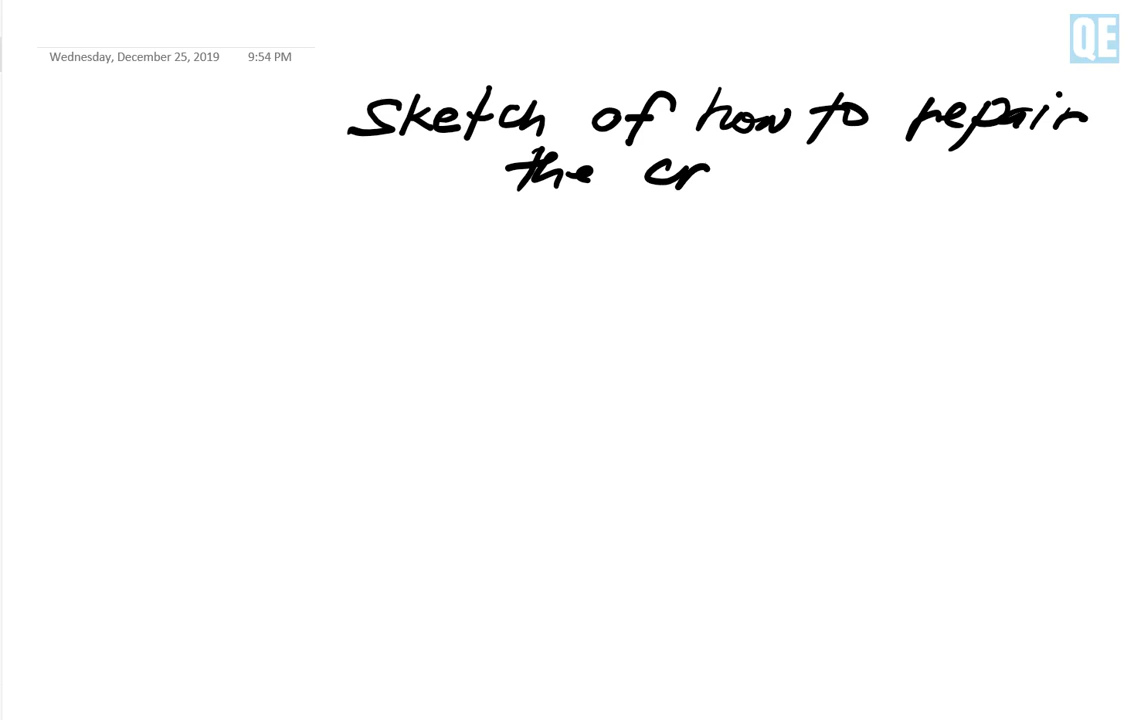 QE
Wednesday, December 25, 2019 9:54 PM
Sketch of how to repair
the cr